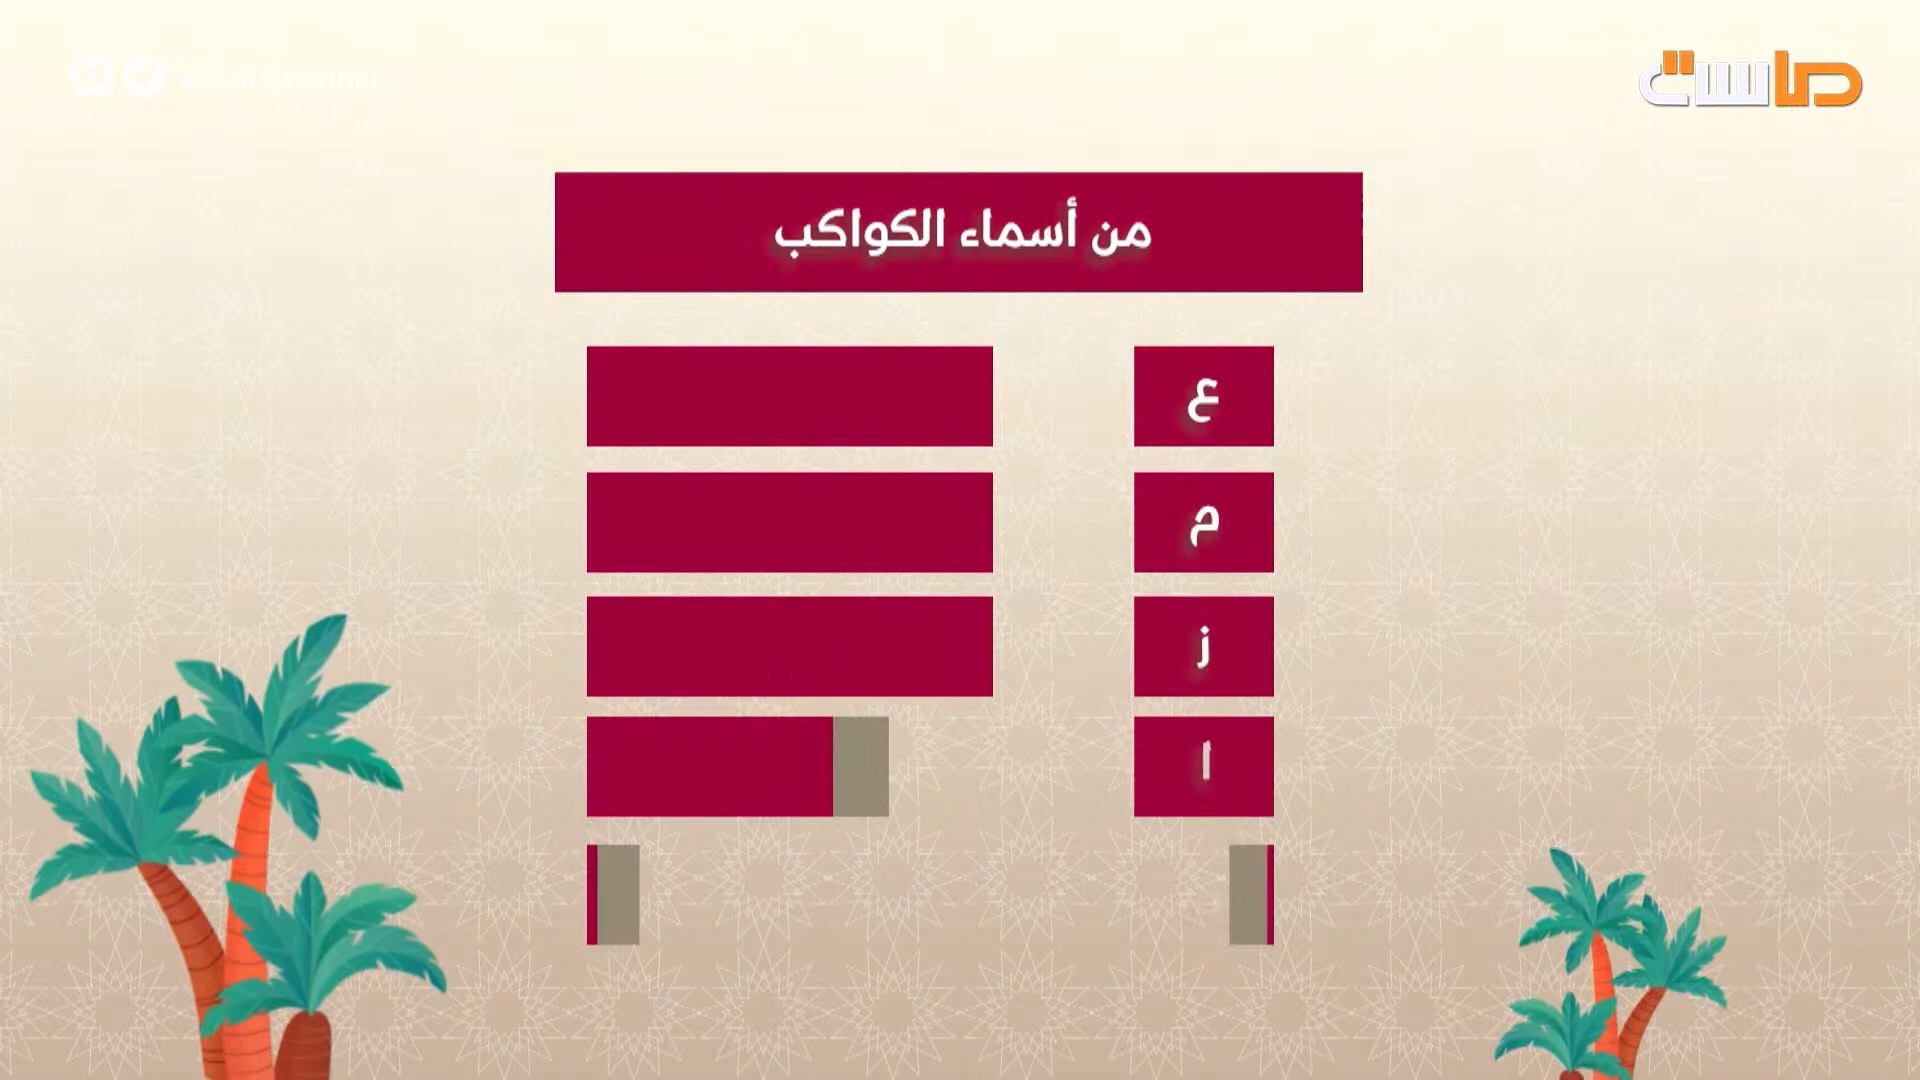 ماسة
من أسماء الكواكب
ع
م
ز
ا